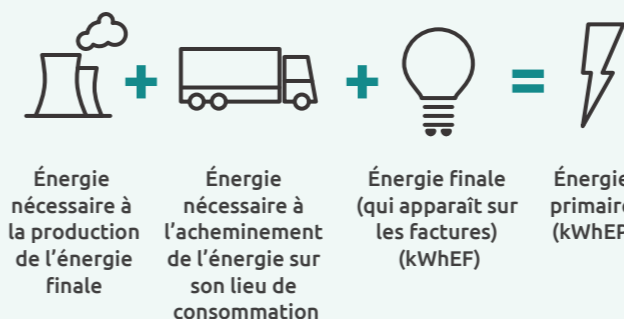 Énergie
nécessaire à
la production
de l'énergie
finale
Énergie
nécessaire à
l'acheminement
de l'énergie sur
son lieu de
consommation
Énergie finale
(qui apparaît sur
les factures)
(kWhEF)
Énergie
primaire
(kWhEP